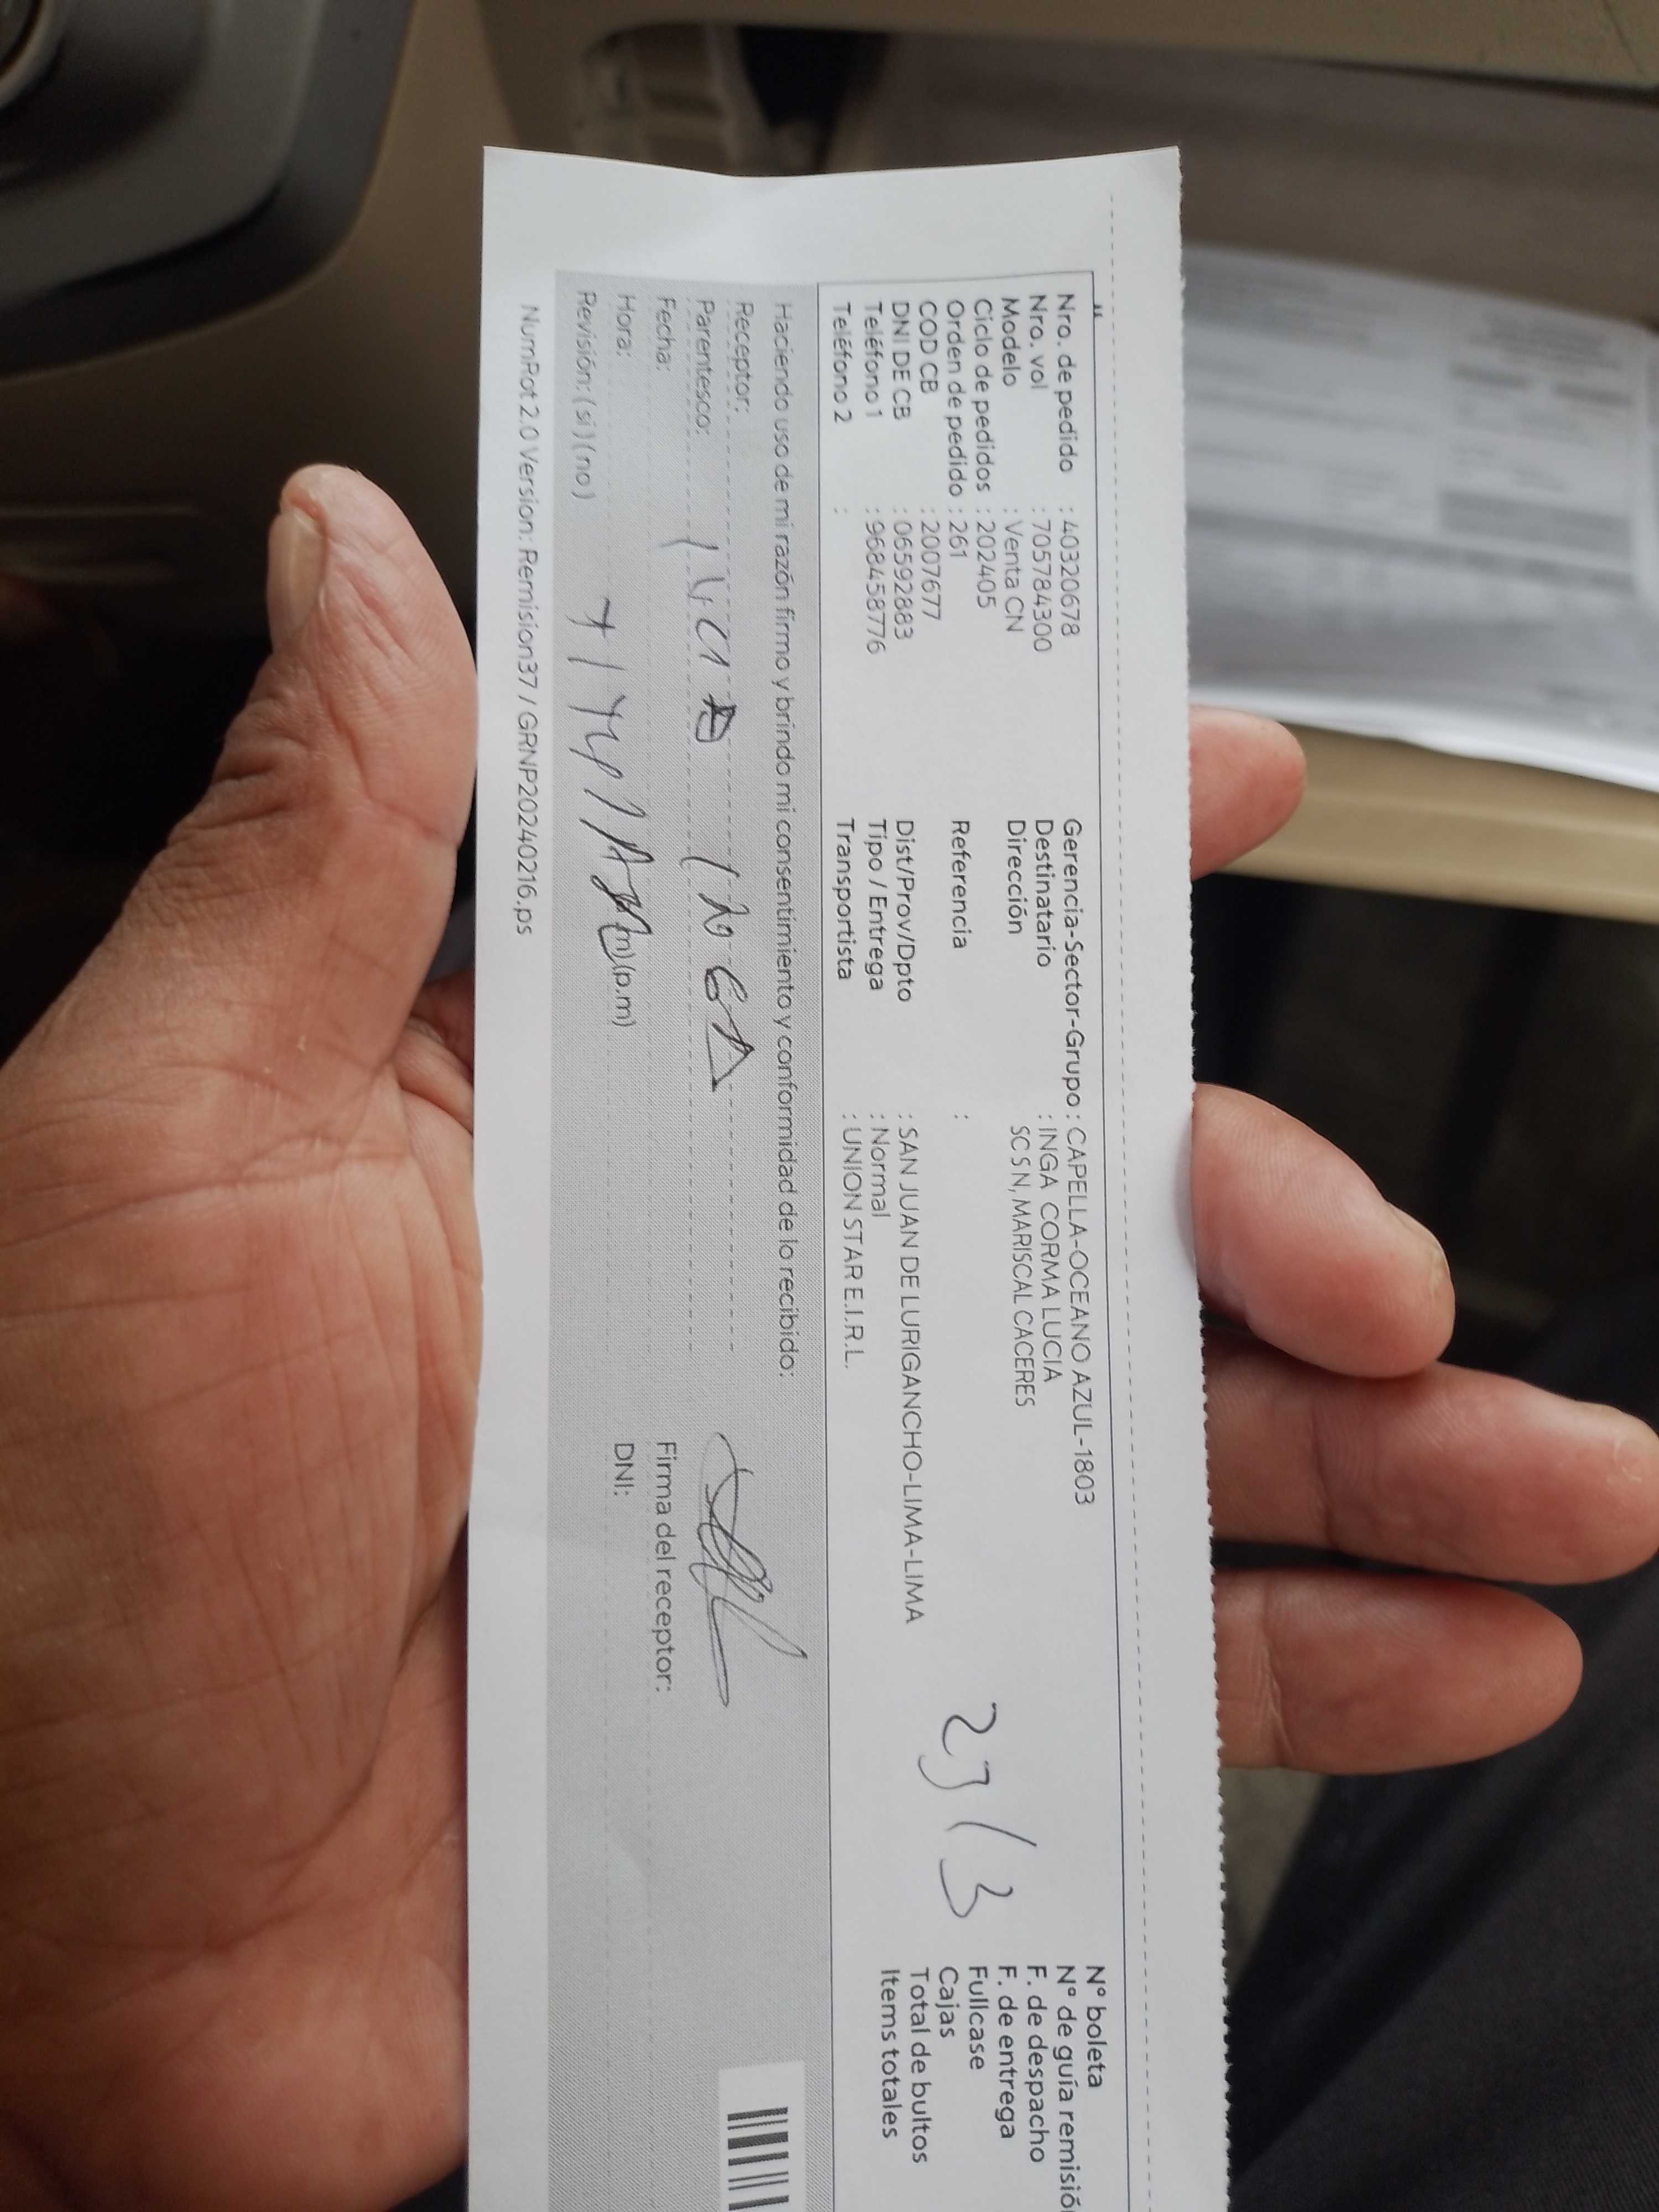 Nro. de pedido : 40320678
Nro. vol : 705784300
Modelo : Venta CN
Ciclo de pedidos : 202405
Orden de pedido : 261
COD CB : 2007677
DNI DE CB : 06592883
Teléfono 1 : 968458776
Teléfono 2 :
Gerencia-Sector-Grupo : CAPELLA-OCEANO AZUL-1803
Destinatario : INGA CORMA LUCIA
Dirección SC S N, MARISCAL CACERES
Referencia :
Dist/Prov/Dpto : SAN JUAN DE LURIGANCHO-LIMA-LIMA
Tipo / Entrega : Normal
Transportista : UNION STAR E.I.R.L.
23/3
N° boleta
N° de guía remisió
F. de despacho
F. de entrega
Fullcase
Cajas
Total de bultos
Items totales
Haciendo uso de mi razón firmo y brindo mi consentimiento y conformidad de lo recibido:
Receptor:
Parentesco:
Fecha:
Hora: (p.m)
Revisión: (si) (no)
Firma del receptor:
DNI:
NumRot 2.0 Version: Remision37 / GRNP20240216.ps